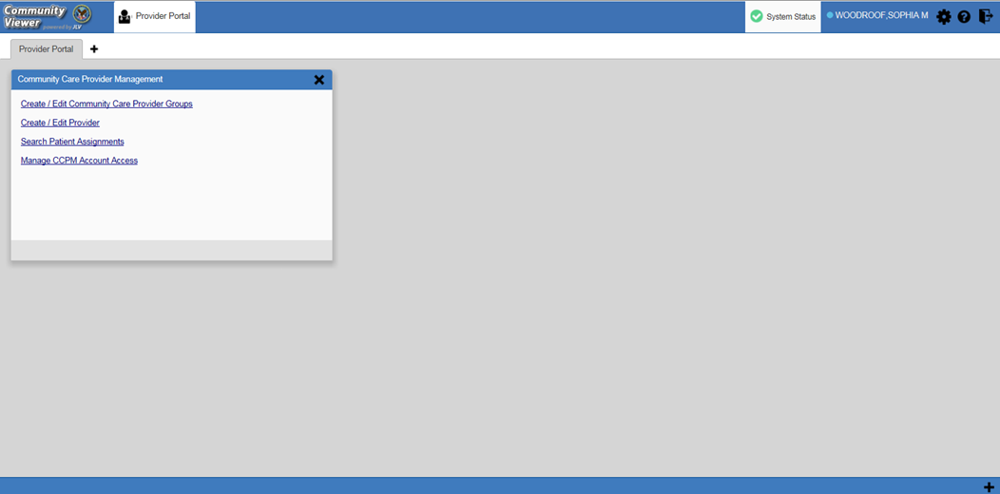 Community
Viewer powered by JLV
Provider Portal
System Status
WOODROOF,SOPHIA M
Provider Portal
Community Care Provider Management
Create / Edit Community Care Provider Groups
Create / Edit Provider
Search Patient Assignments
Manage CCPM Account Access